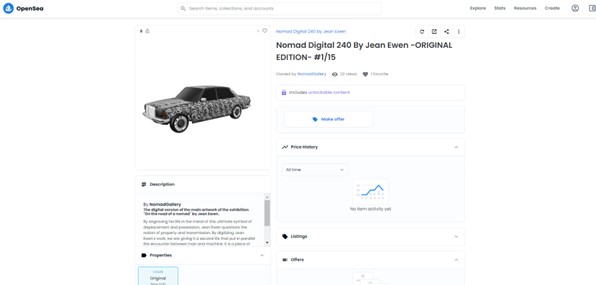 OpenSea
Search items, collections, and accounts
Explore Stats Resources Create
Nomad Digital 240 by Jean Ewen
Nomad Digital 240 By Jean Ewen -ORIGINAL
EDITION- #1/15
Owned by NomadGallery 20 views 1 favorite
Includes unlockable content
Make offer
Price History
All time
No item activity yet
Listings
Offers
Description
By NomadGallery
The digital version of the main artwork of the exhibition
"On the road of a nomad" by Jean Ewen.
By engraving his life in the mind of this ultimate symbol of
displacement and possession, Jean Ewen questions the
notion of property and transmission. By digitalizing Jean
Ewen's work, we are giving it a second life that put in parallel
the encounter between man and machine. It is a piece of
Properties
Original